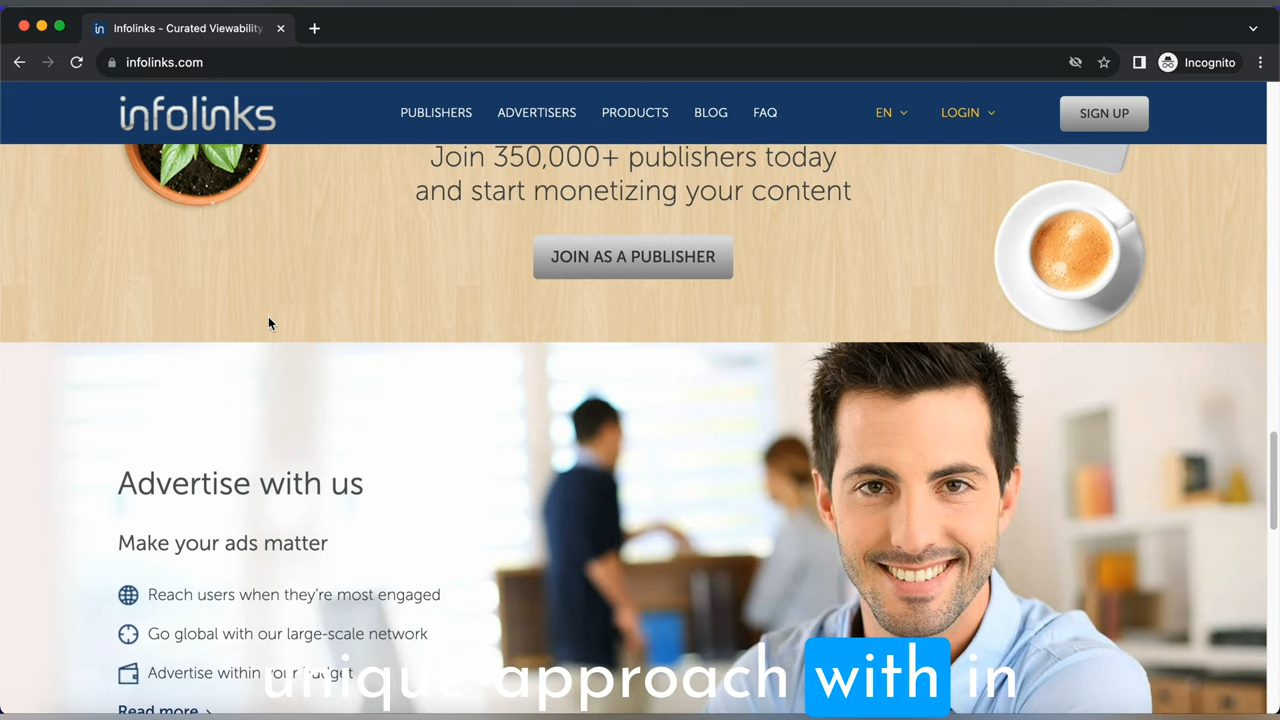 Infolinks - Curated Viewability
infolinks.com
Incognito
infolinks
PUBLISHERS
ADVERTISERS
PRODUCTS
BLOG
FAQ
EN
LOGIN
SIGN UP
Join 350,000+ publishers today
and start monetizing your content
JOIN AS A PUBLISHER
Advertise with us
Make your ads matter
Reach users when they're most engaged
Go global with our large-scale network
Advertise within your budget
unique approach with in
Read more